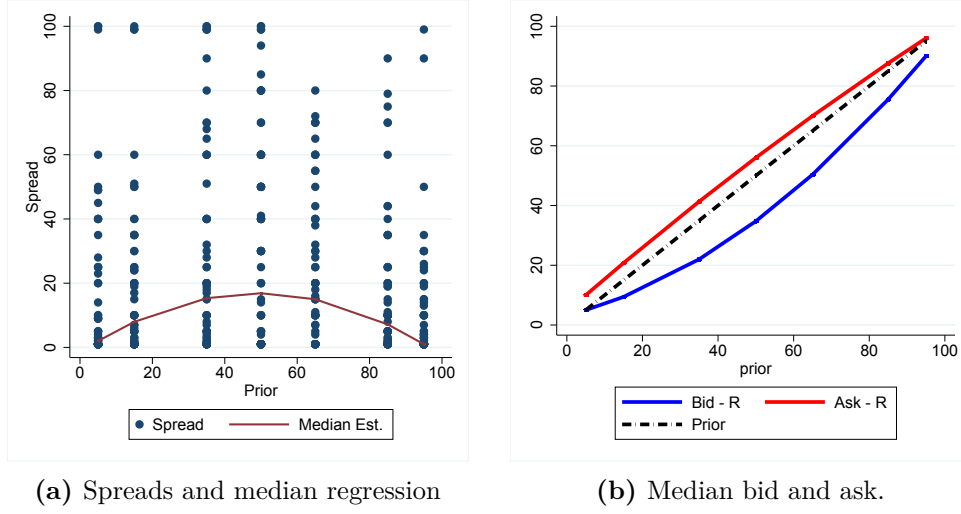 100
80
60
40
20
0
Spread
0 20 40 60 80 100
Prior
Spread Median Est.
(a) Spreads and median regression
100
80
60
40
20
0
0 20 40 60 80 100
prior
Bid - R Ask - R
Prior
(b) Median bid and ask.